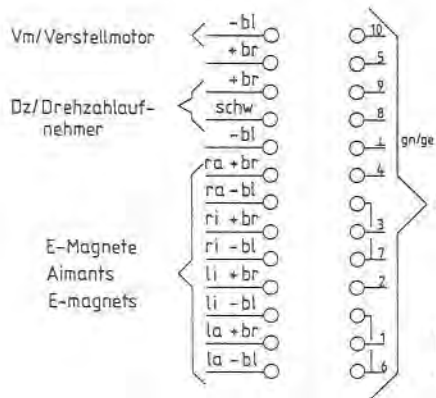 Vm/Verstellmotor
-bl
+br
Dz/Drehzahlauf-
nehmer
+br
schw
-bl
E-Magnete
Aimants
E-magnets
ra +br
ra -bl
ri +br
ri -bl
li +br
li -bl
la +br
la -bl
10
5
9
8
⊥
4
3
7
2
1
6
gn/ge